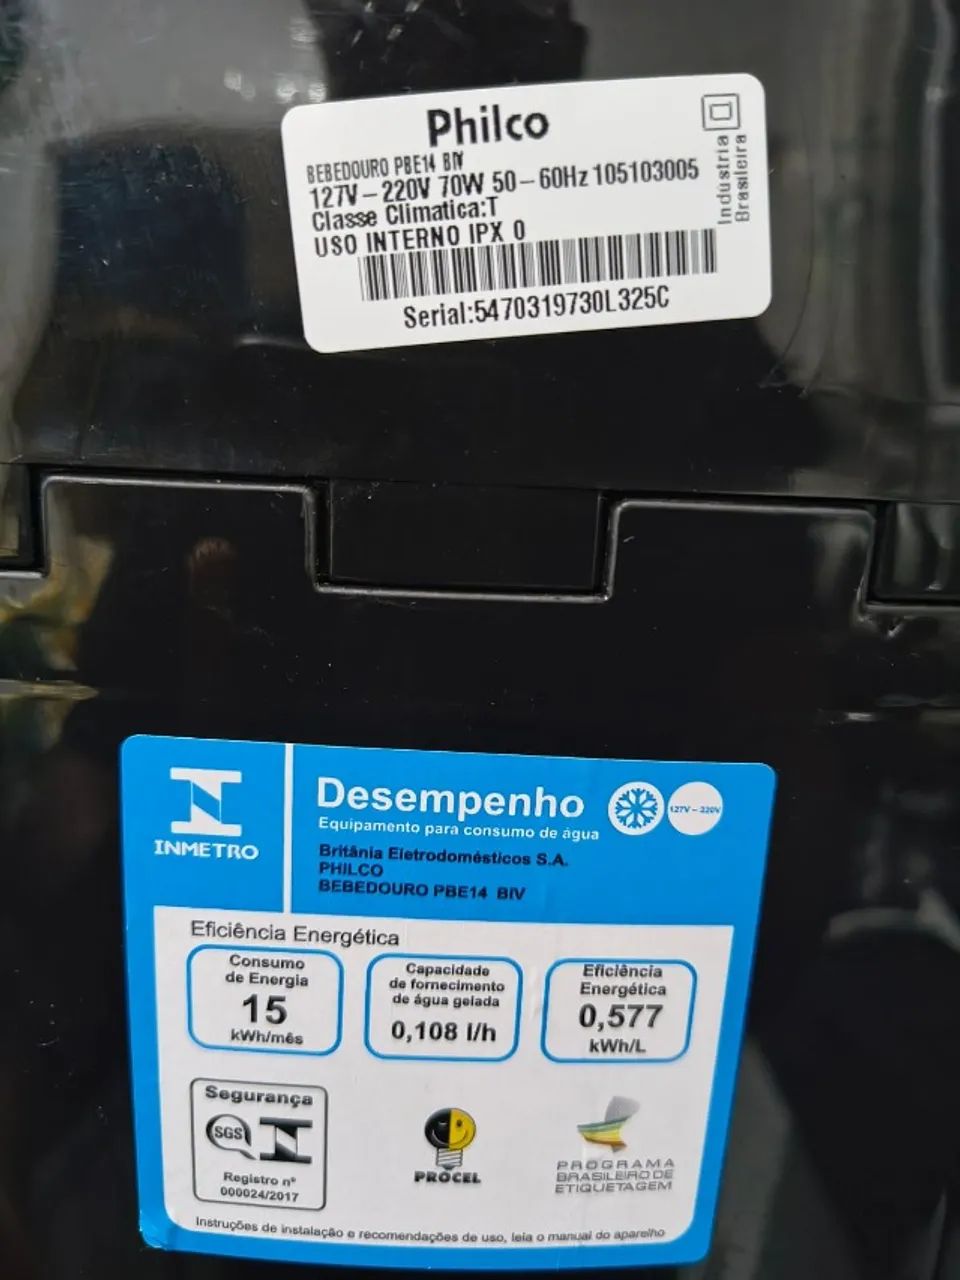 Philco
BEBEDOURO PBE14 BIV
127V – 220V 70W 50 – 60Hz 105103005
Classe Climatica:T
USO INTERNO IPX 0
Serial:5470319730L325C
Indústria
Brasileira
INMETRO
Desempenho
Equipamento para consumo de água
127V – 220V
Britânia Eletrodomésticos S.A.
PHILCO
BEBEDOURO PBE14 BIV
Eficiência Energética
Consumo
de Energia
15
kWh/mês
Capacidade
de fornecimento
de água gelada
0,108 l/h
Eficiência
Energética
0,577
kWh/L
Segurança
SGS
Registro nº
000024/2017
PROCEL
PROGRAMA
BRASILEIRO DE
ETIQUETAGEM
Instruções de instalação e recomendações de uso, leia o manual do aparelho